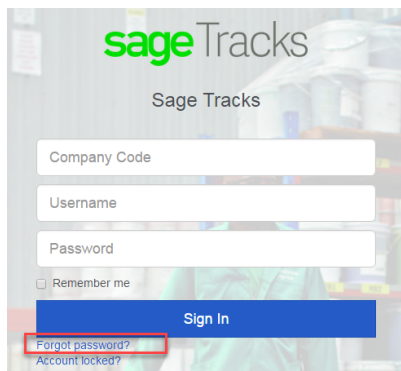 sage Tracks
Sage Tracks
Company Code
Username
Password
Remember me
Sign In
Forgot password?
Account locked?